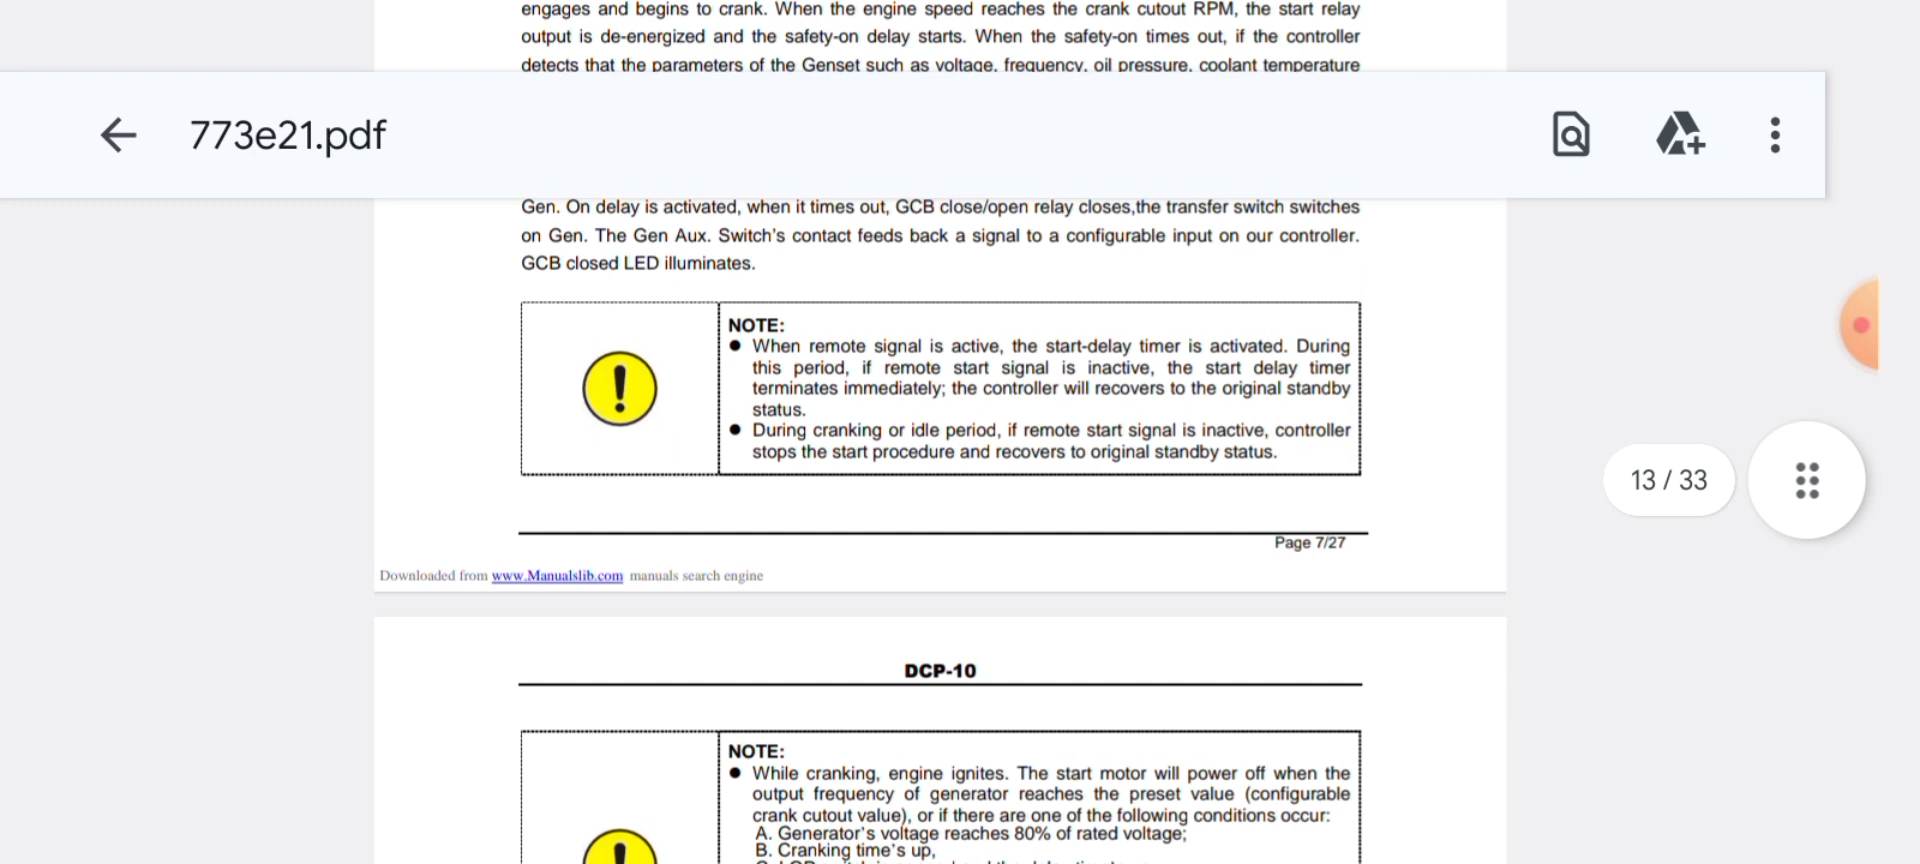 engages and begins to crank. When the engine speed reaches the crank cutout RPM, the start relay
output is de-energized and the safety-on delay starts. When the safety-on times out, if the controller
detects that the parameters of the Genset such as voltage, frequency, oil pressure, coolant temperature
773e21.pdf
Gen. On delay is activated, when it times out, GCB close/open relay closes,the transfer switch switches
on Gen. The Gen Aux. Switch's contact feeds back a signal to a configurable input on our controller.
GCB closed LED illuminates.
NOTE:
● When remote signal is active, the start-delay timer is activated. During
this period, if remote start signal is inactive, the start delay timer
terminates immediately; the controller will recovers to the original standby
status.
● During cranking or idle period, if remote start signal is inactive, controller
stops the start procedure and recovers to original standby status.
13 / 33
Page 7/27
Downloaded from www.Manualslib.com manuals search engine
DCP-10
NOTE:
● While cranking, engine ignites. The start motor will power off when the
output frequency of generator reaches the preset value (configurable
crank cutout value), or if there are one of the following conditions occur:
A. Generator's voltage reaches 80% of rated voltage;
B. Cranking time's up,